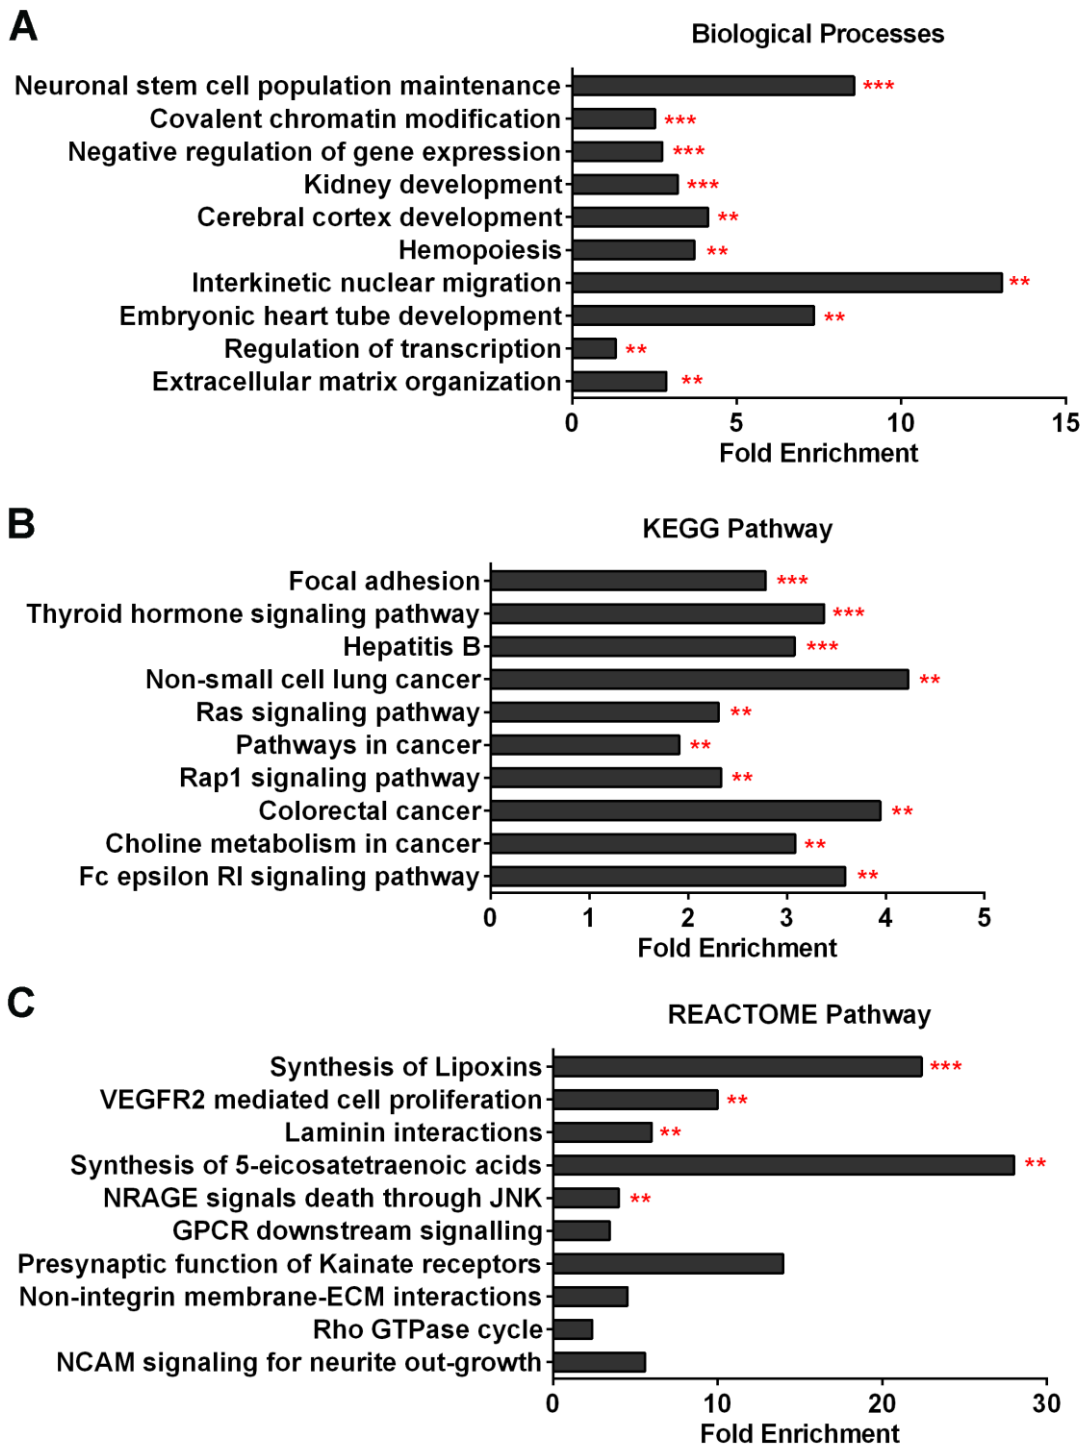 A
Biological Processes
Neuronal stem cell population maintenance ***
Covalent chromatin modification ***
Negative regulation of gene expression ***
Kidney development ***
Cerebral cortex development **
Hemopoiesis **
Interkinetic nuclear migration **
Embryonic heart tube development **
Regulation of transcription **
Extracellular matrix organization **
0 5 10 15
Fold Enrichment
B
KEGG Pathway
Focal adhesion ***
Thyroid hormone signaling pathway ***
Hepatitis B ***
Non-small cell lung cancer **
Ras signaling pathway **
Pathways in cancer **
Rap1 signaling pathway **
Colorectal cancer **
Choline metabolism in cancer **
Fc epsilon RI signaling pathway **
0 1 2 3 4 5
Fold Enrichment
C
REACTOME Pathway
Synthesis of Lipoxins ***
VEGFR2 mediated cell proliferation **
Laminin interactions **
Synthesis of 5-eicosatetraenoic acids **
NRAGE signals death through JNK **
GPCR downstream signalling
Presynaptic function of Kainate receptors
Non-integrin membrane-ECM interactions
Rho GTPase cycle
NCAM signaling for neurite out-growth
0 10 20 30
Fold Enrichment